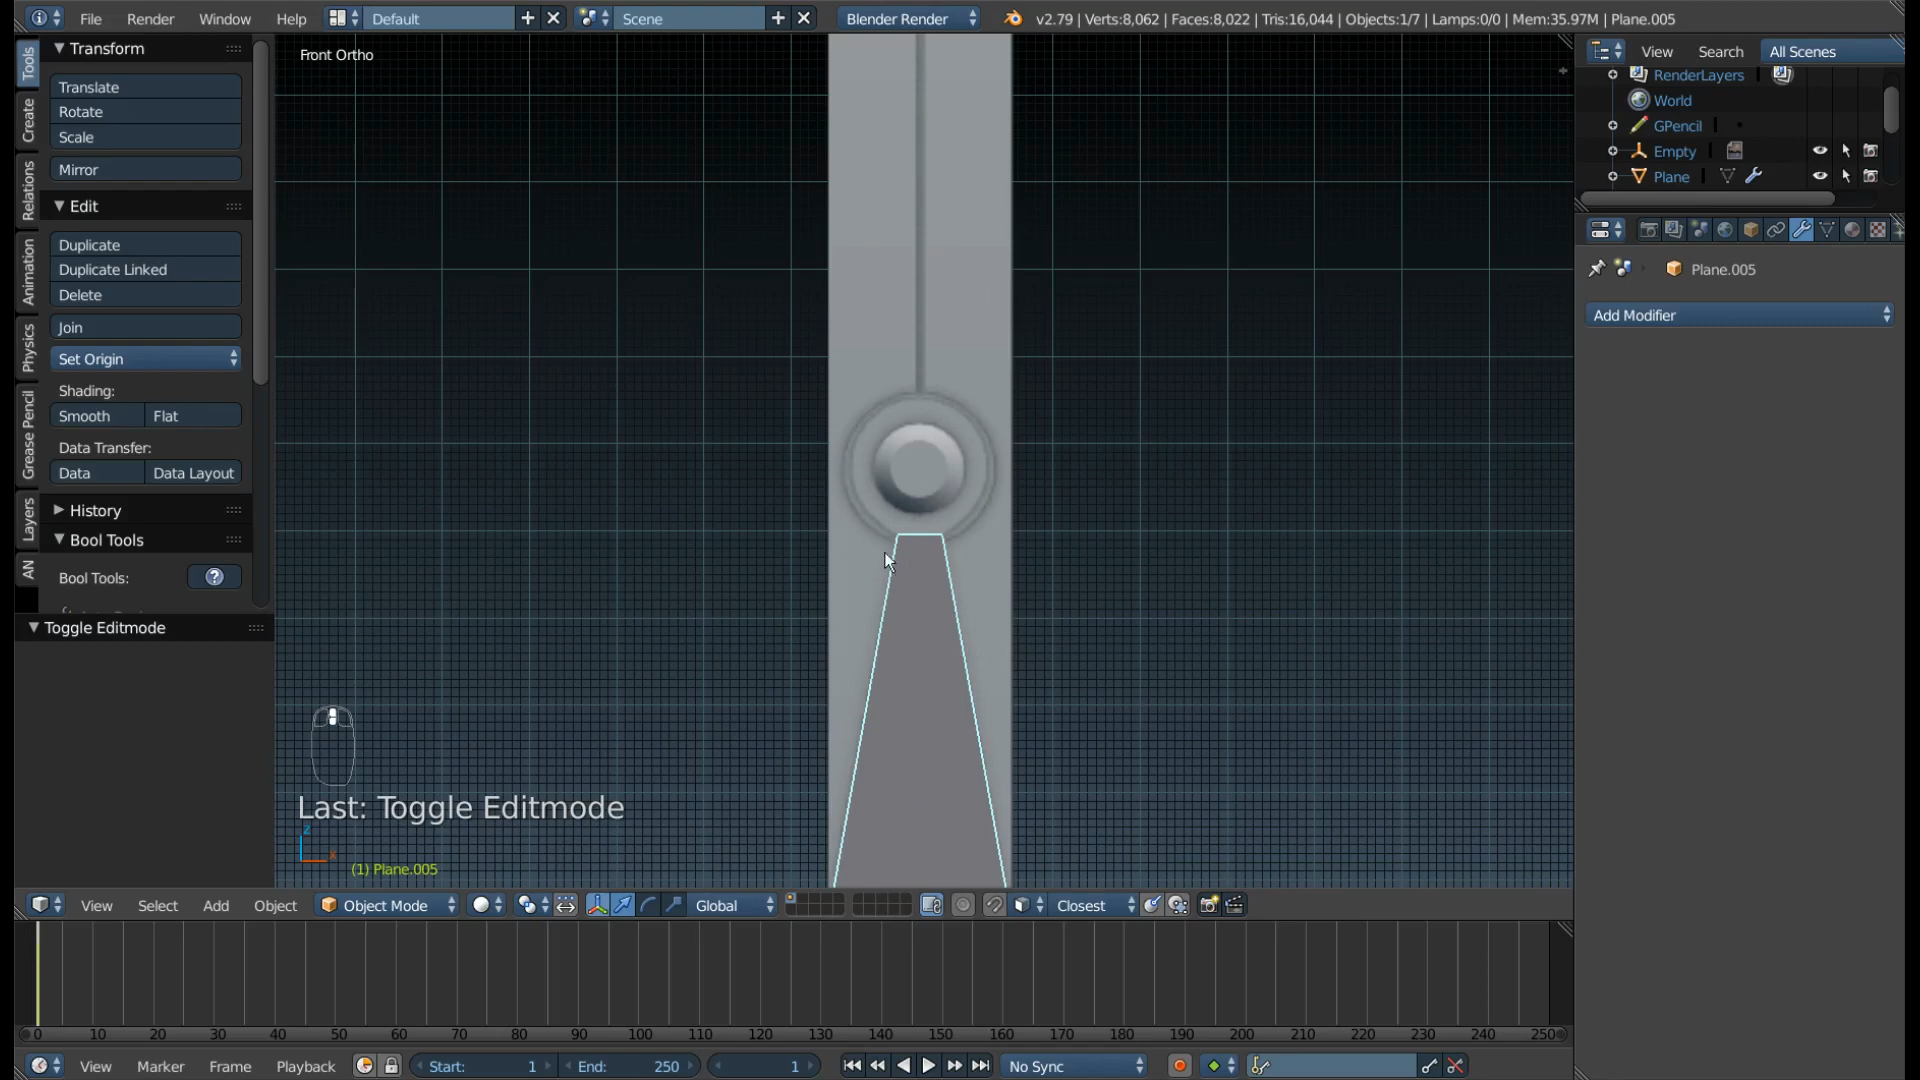 File Render Window Help Default Scene Blender Render v2.79 | Verts:8,062 | Faces:8,022 | Tris:16,044 | Objects:1/7 | Lamps:0/0 | Mem:35.97M | Plane.005
Tools
Create
Relations
Animation
Physics
Grease Pencil
Layers
AN
Transform
Translate
Rotate
Scale
Mirror
Edit
Duplicate
Duplicate Linked
Delete
Join
Set Origin
Shading:
Smooth Flat
Data Transfer:
Data Data Layout
History
Bool Tools
Bool Tools:
Toggle Editmode
Front Ortho
Last: Toggle Editmode
z
x
(1) Plane.005
View Search All Scenes
RenderLayers
World
GPencil
Empty
Plane
Plane.005
Add Modifier
View Select Add Object Object Mode Global Closest
0 10 20 30 40 50 60 70 80 90 100 110 120 130 140 150 160 170 180 190 200 210 220 230 240 250
View Marker Frame Playback Start: 1 End: 250 1 No Sync